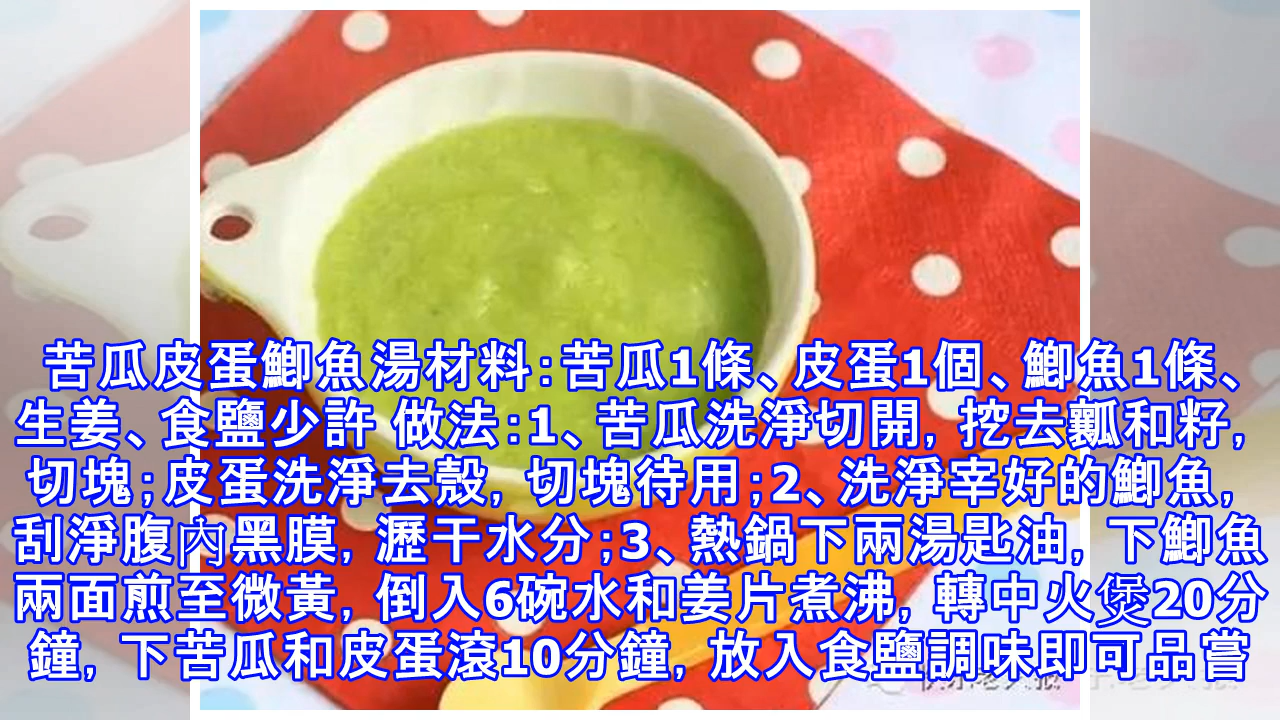 苦瓜皮蛋鯽魚湯材料:苦瓜1條、皮蛋1個、鯽魚1條、
生姜、食鹽少許 做法:1、苦瓜洗淨切開, 挖去瓤和籽,
切塊;皮蛋洗淨去殼, 切塊待用;2、洗淨宰好的鯽魚,
刮淨腹內黑膜, 瀝干水分;3、熱鍋下兩湯匙油, 下鯽魚
兩面煎至微黃, 倒入6碗水和姜片煮沸, 轉中火煲20分
鐘, 下苦瓜和皮蛋滾10分鐘, 放入食鹽調味即可品嘗